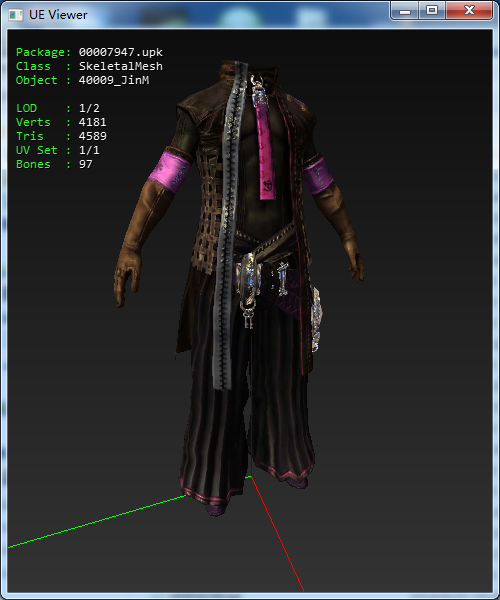 UE Viewer
Package: 00007947.upk
Class : SkeletalMesh
Object : 40009_JinM
LOD : 1/2
Verts : 4181
Tris : 4589
UV Set : 1/1
Bones : 97